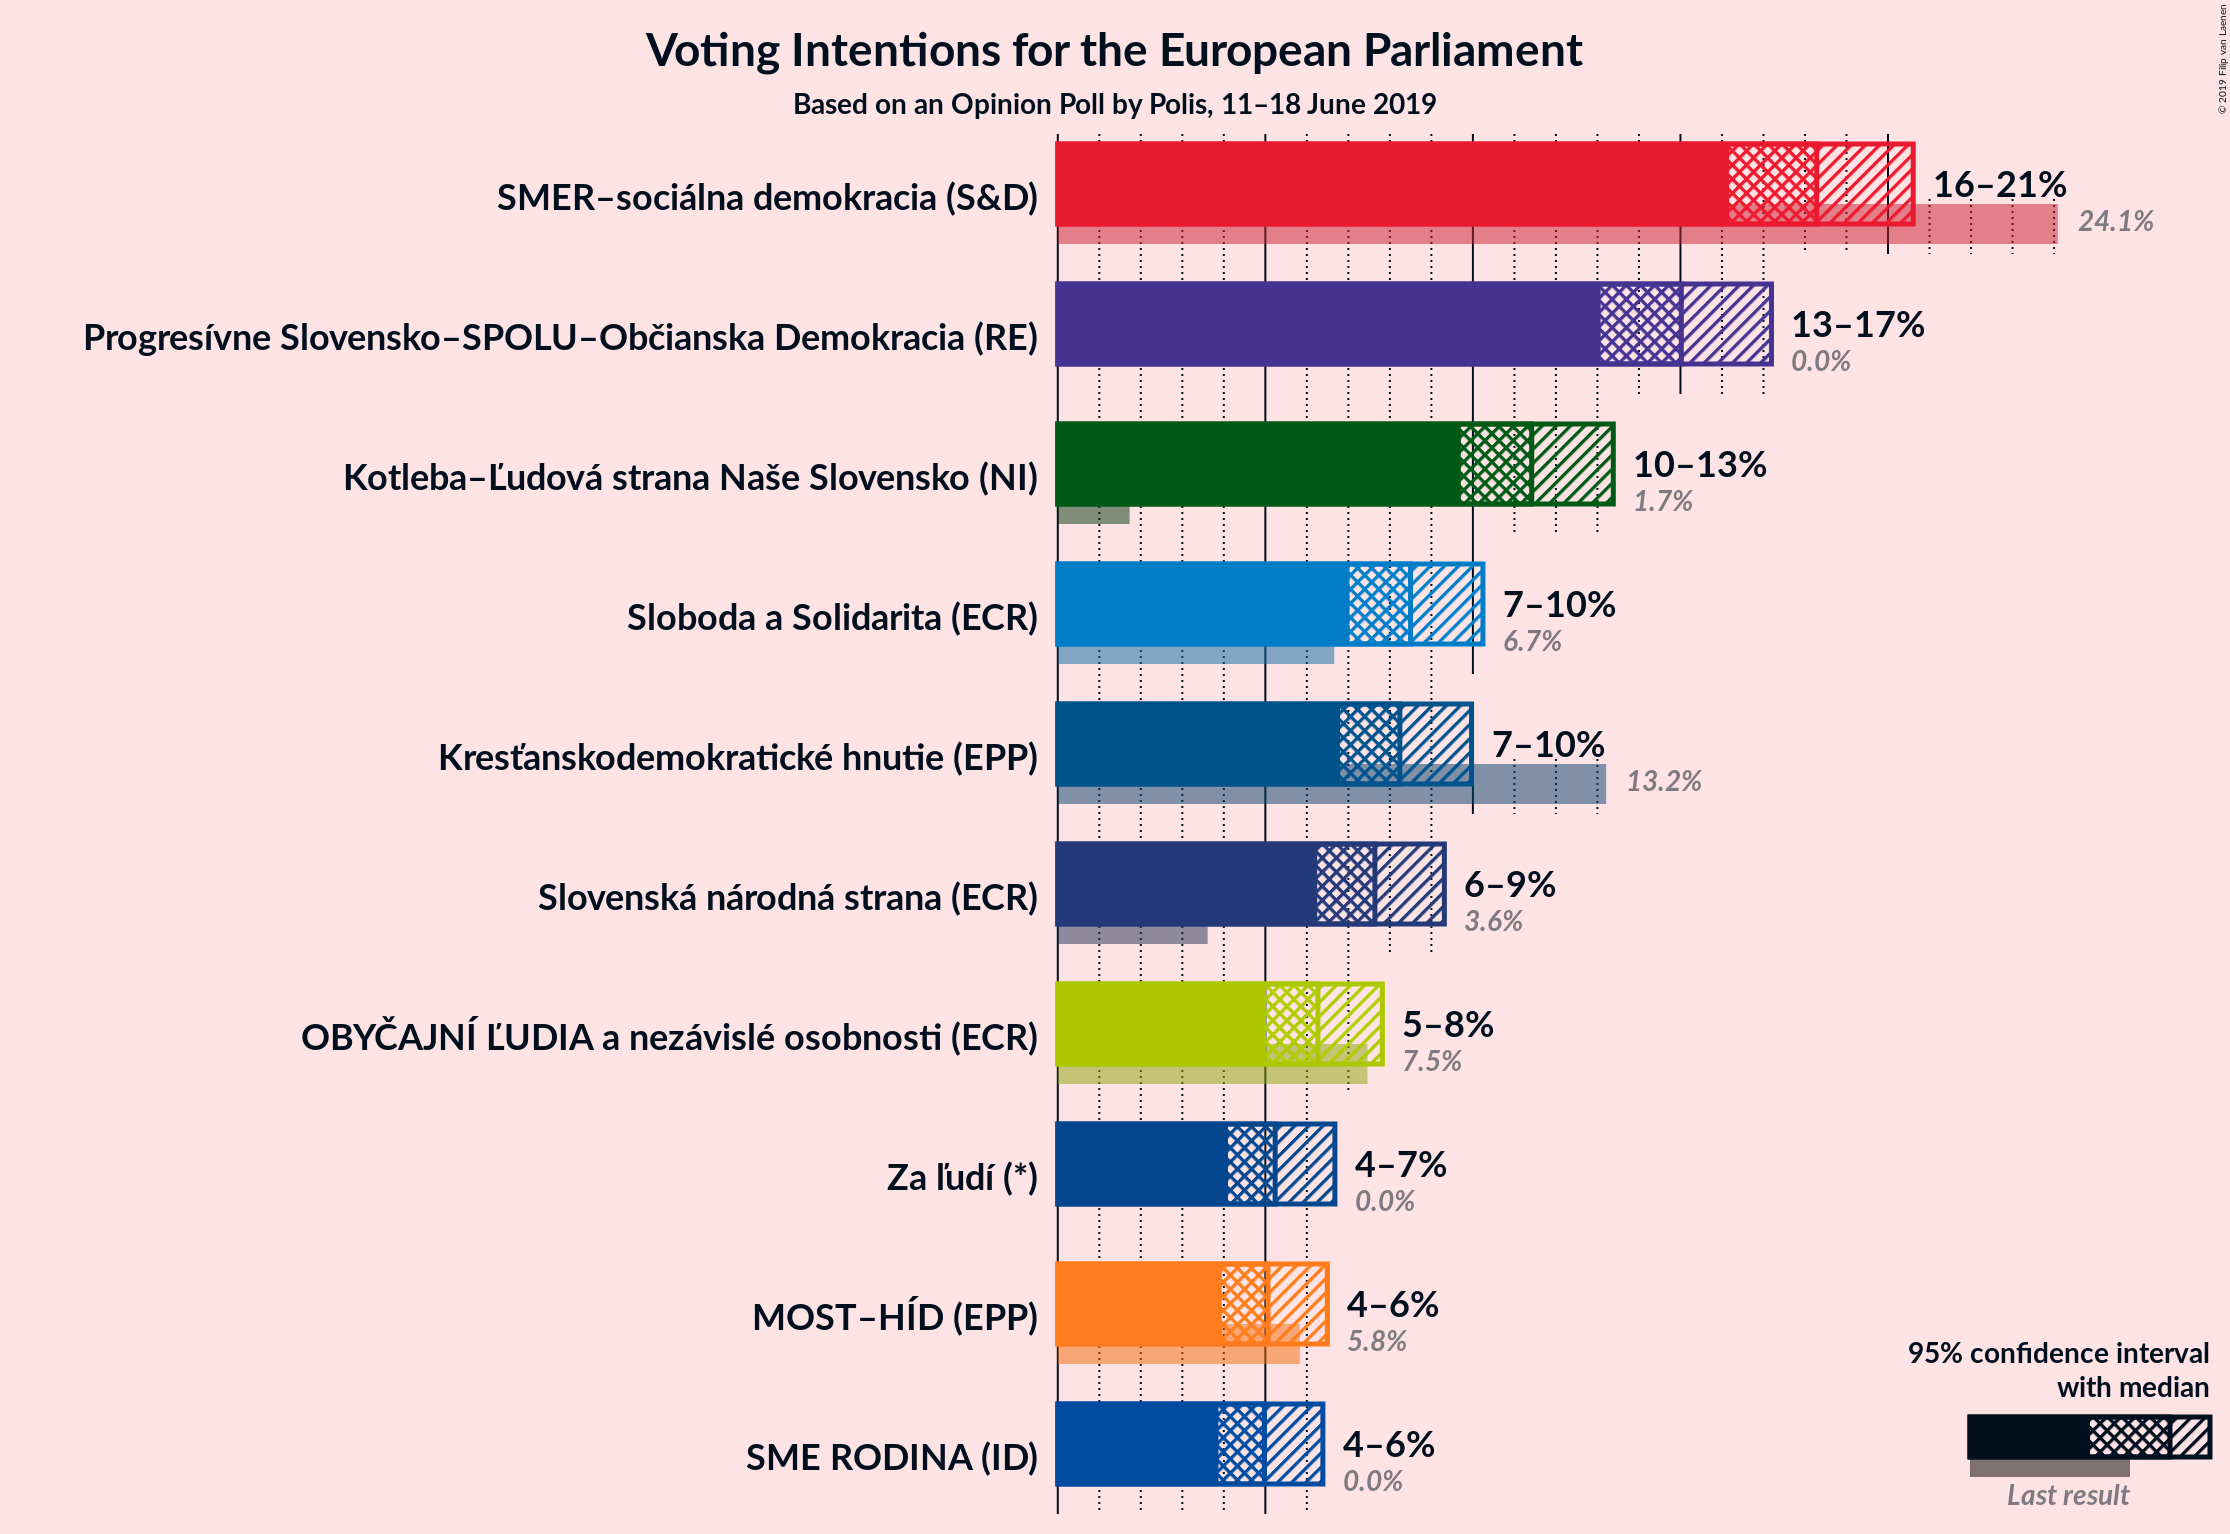 Voting Intentions for the European Parliament
Based on an Opinion Poll by Polis, 11–18 June 2019
© 2019 Filip van Laenen
SMER–sociálna demokracia (S&D)
16–21%
24.1%
Progresívne Slovensko–SPOLU–Občianska Demokracia (RE)
13–17%
0.0%
Kotleba–Ľudová strana Naše Slovensko (NI)
10–13%
1.7%
Sloboda a Solidarita (ECR)
7–10%
6.7%
Kresťanskodemokratické hnutie (EPP)
7–10%
13.2%
Slovenská národná strana (ECR)
6–9%
3.6%
OBYČAJNÍ ĽUDIA a nezávislé osobnosti (ECR)
5–8%
7.5%
Za ľudí (*)
4–7%
0.0%
MOST–HÍD (EPP)
4–6%
5.8%
SME RODINA (ID)
4–6%
0.0%
95% confidence interval
with median
Last result